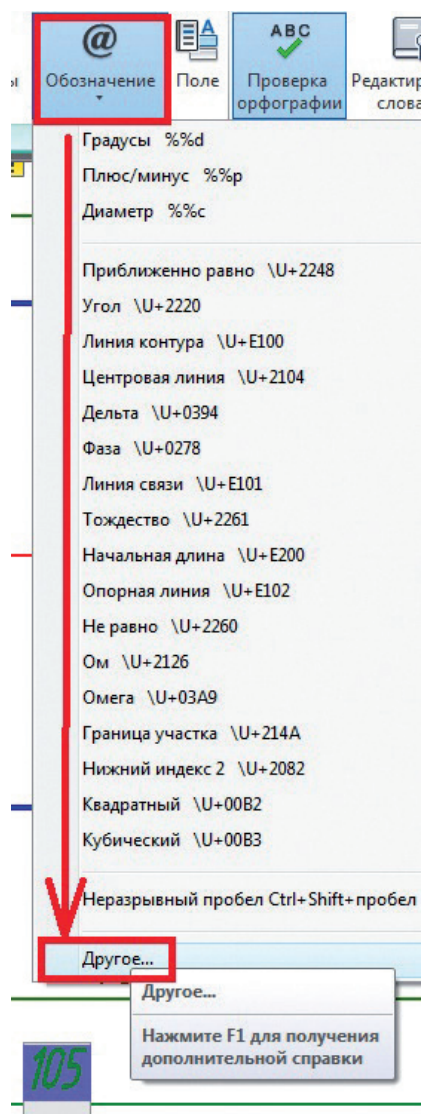 @
ABC
ы Обозначение Поле Проверка орфографии
Градусы %%d
Плюс/минус %%p
Диаметр %%c
Приближенно равно \U+2248
Угол \U+2220
Линия контура \U+E100
Центровая линия \U+2104
Дельта \U+0394
Фаза \U+0278
Линия связи \U+E101
Тождество \U+2261
Начальная длина \U+E200
Опорная линия \U+E102
Не равно \U+2260
Ом \U+2126
Омега \U+03A9
Граница участка \U+214A
Нижний индекс 2 \U+2082
Квадратный \U+00B2
Кубический \U+00B3
Неразрывный пробел Ctrl+Shift+пробел
Другое...
Другое...
Нажмите F1 для получения
дополнительной справки
105